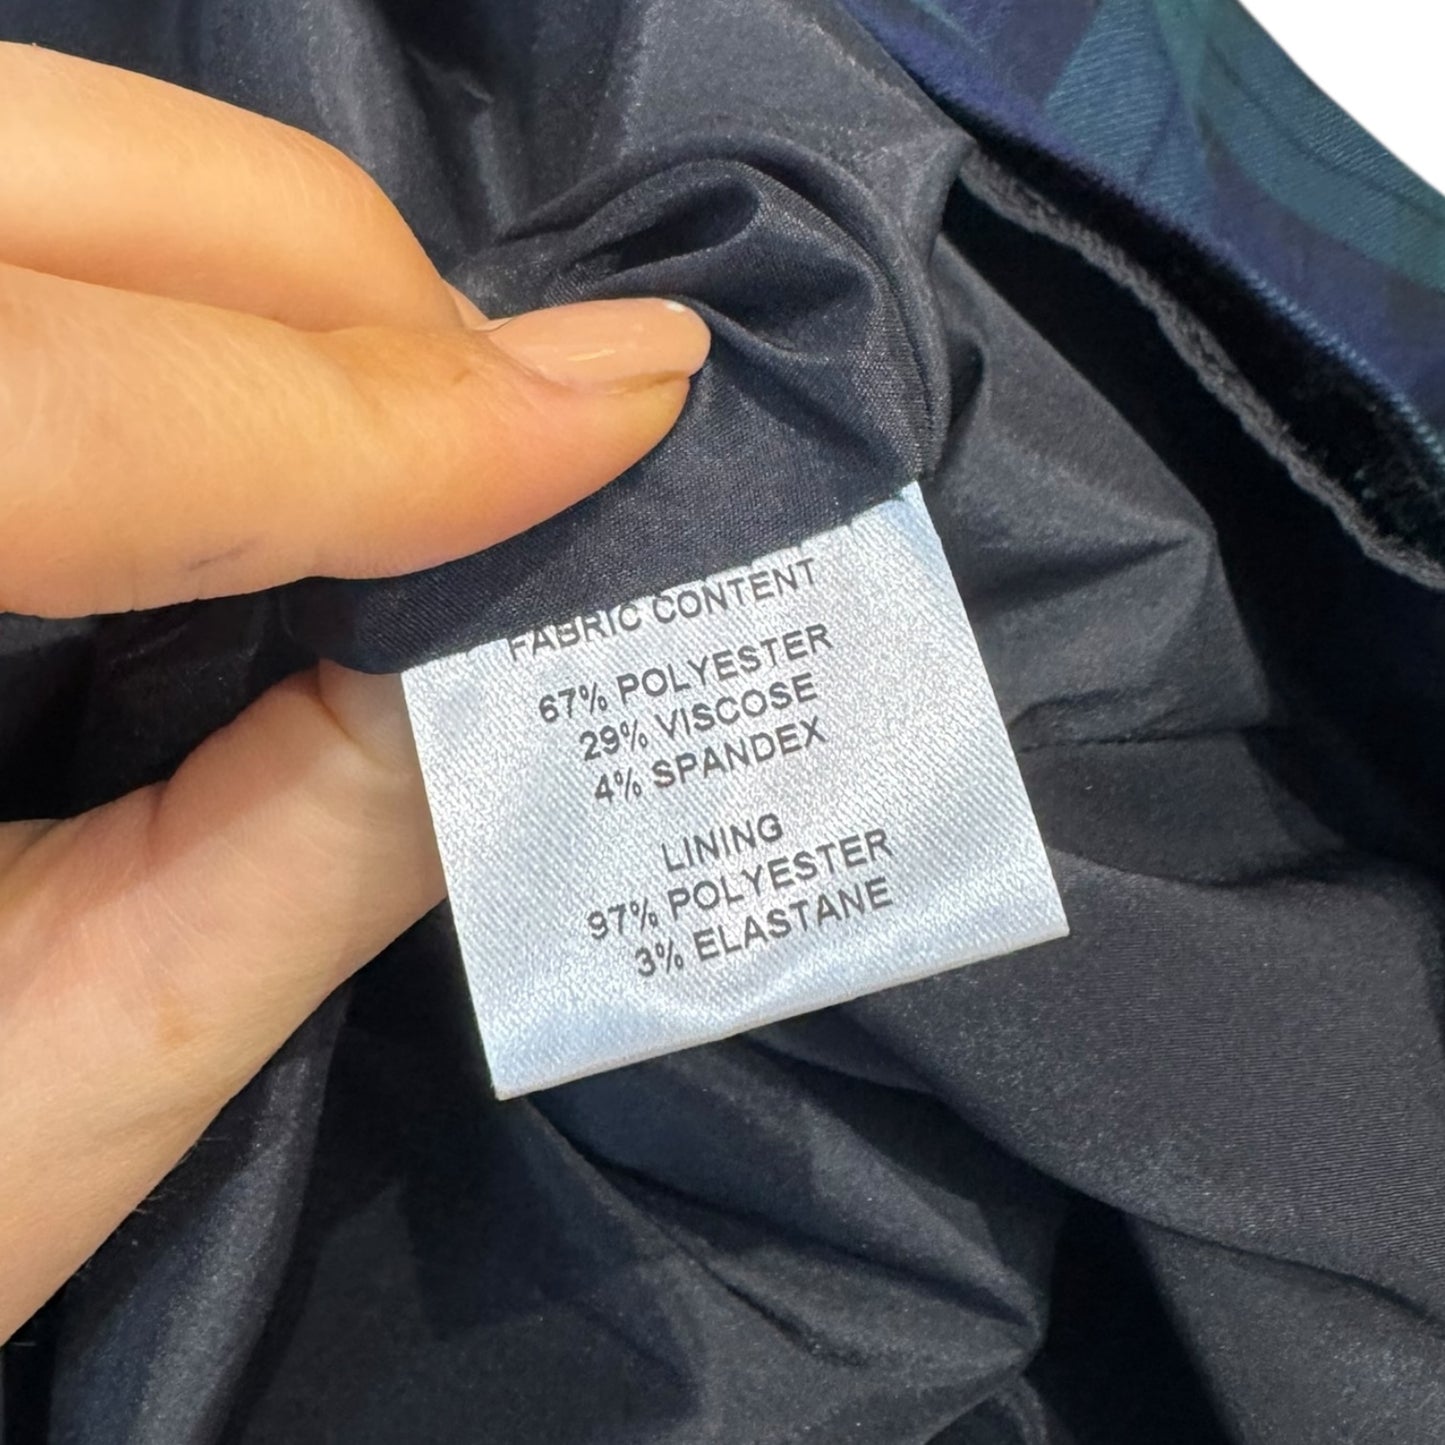 FABRIC CONTENT
67% POLYESTER
29% VISCOSE
4% SPANDEX
LINING
97% POLYESTER
3% ELASTANE